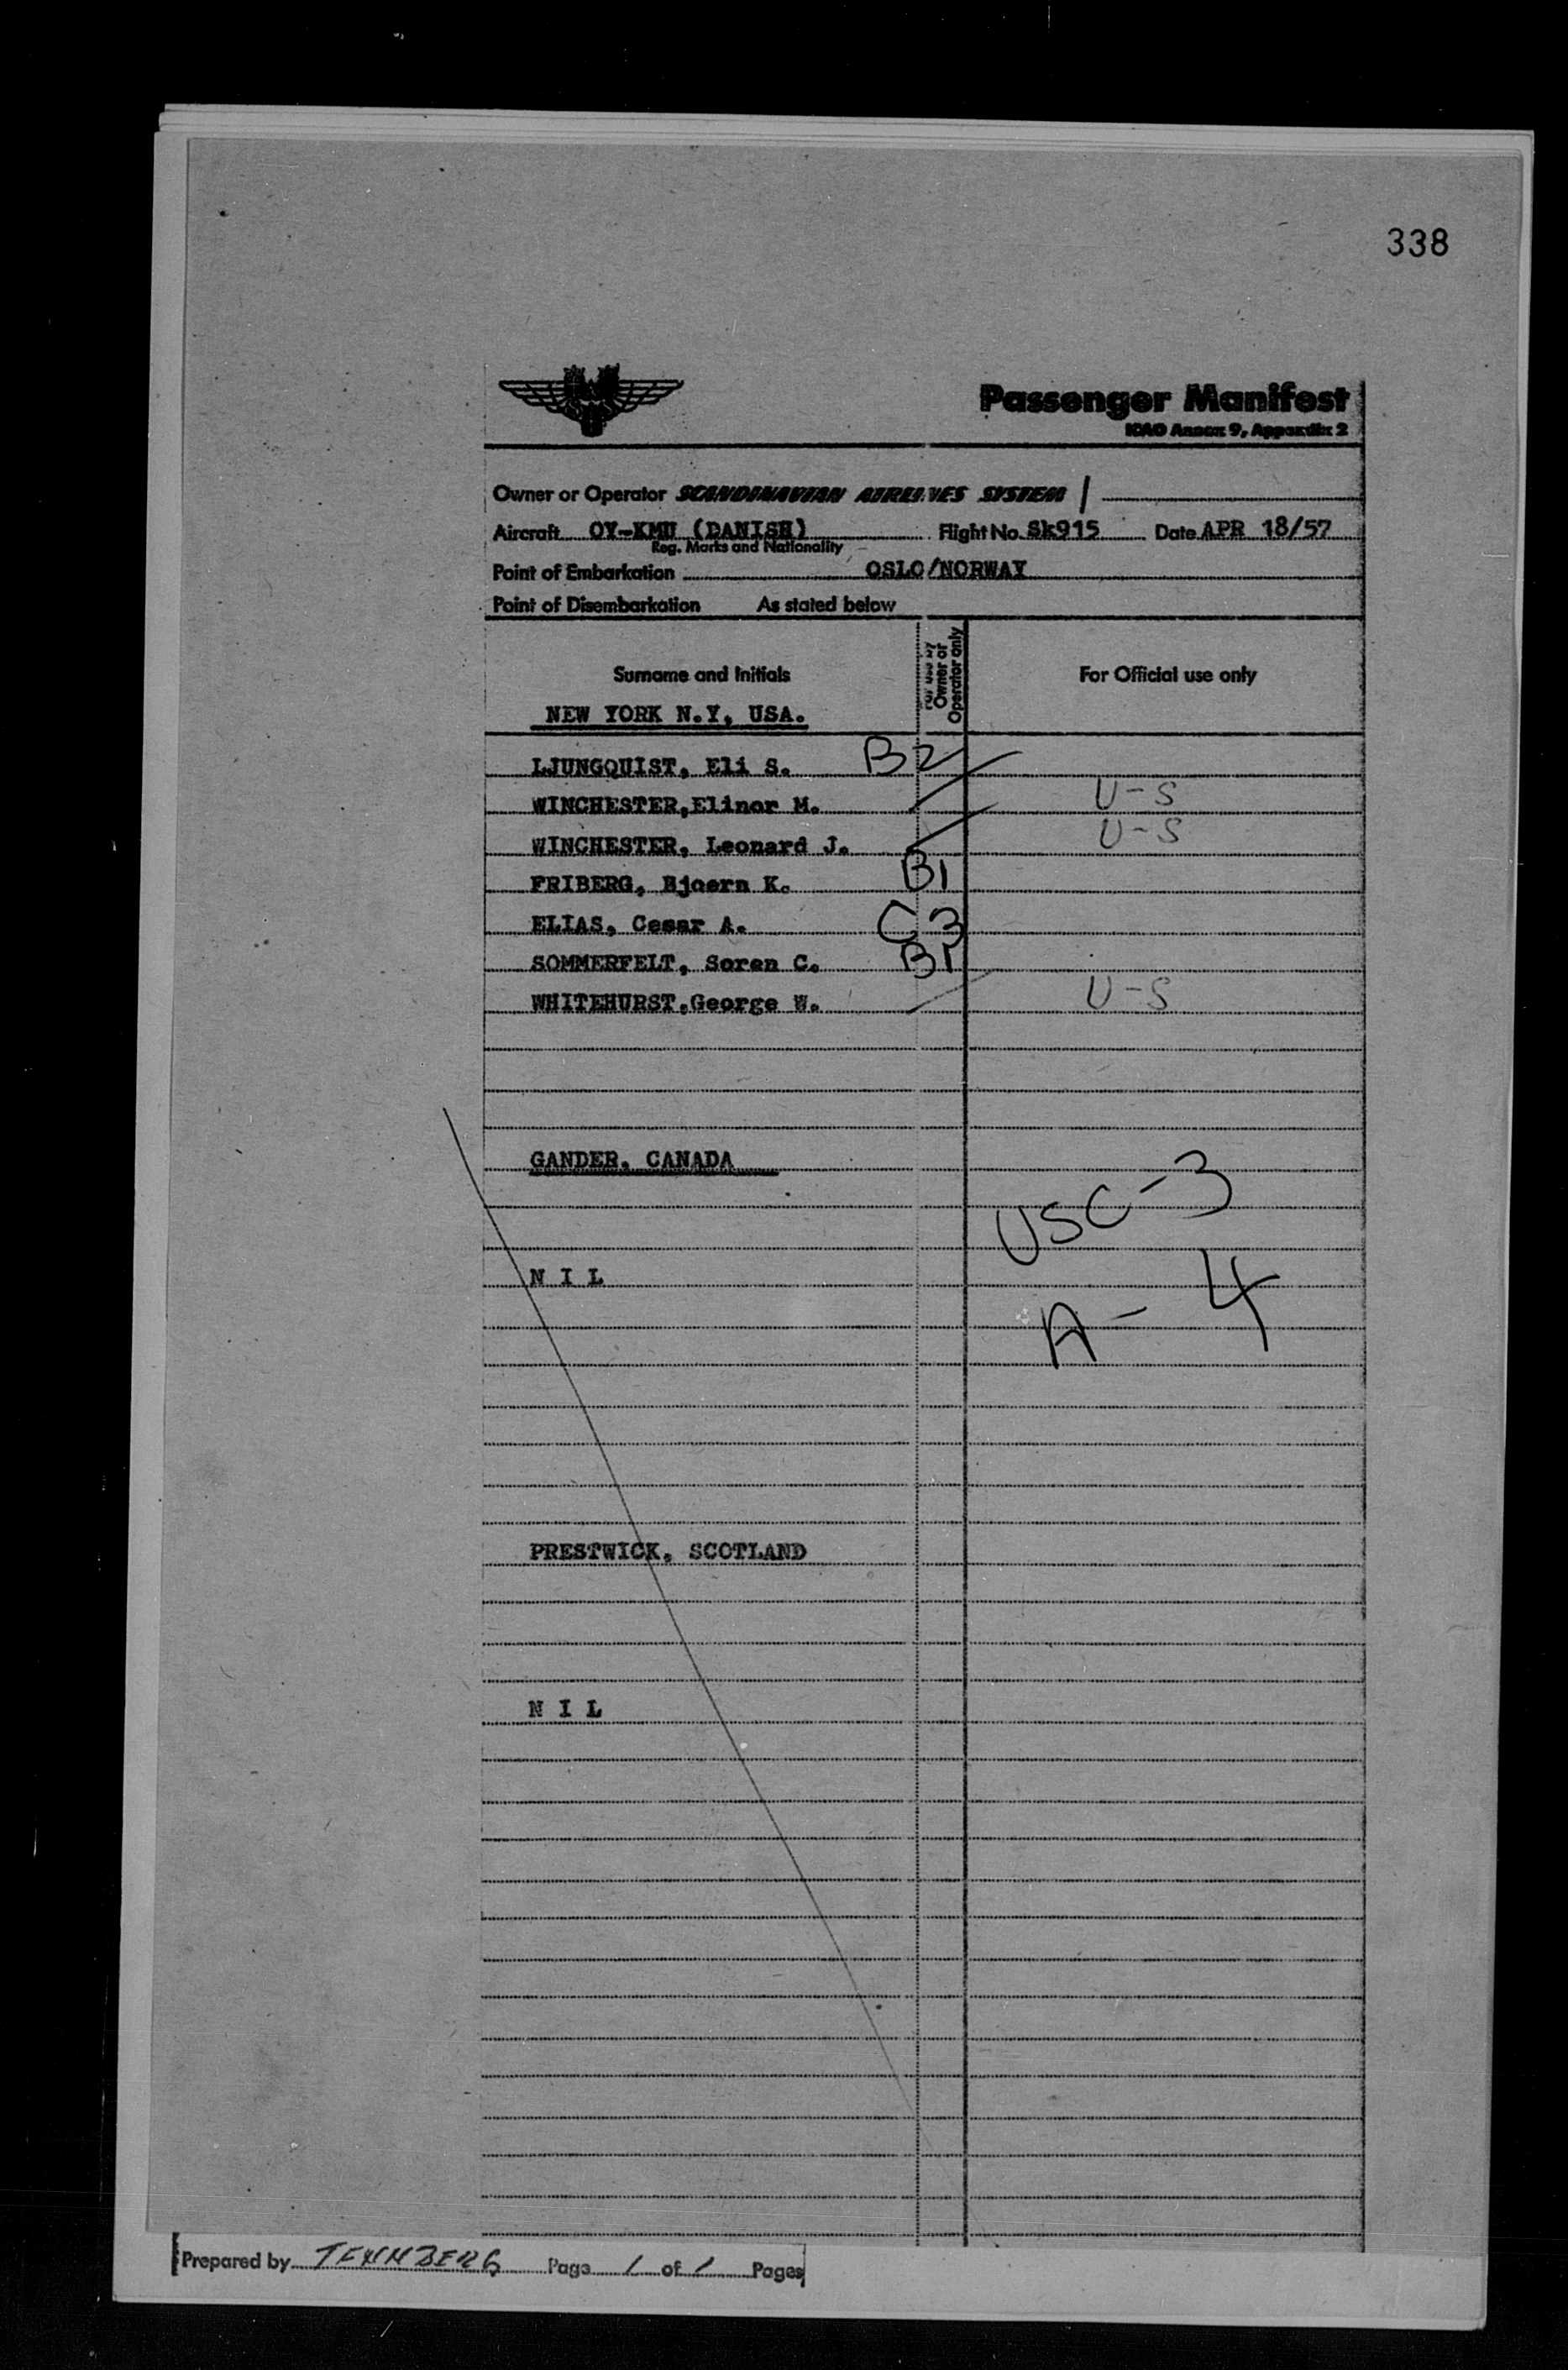 338
Passenger Manifest
ICAO Annex 9, Appendix 2
Owner or Operator SCANDINAVIAN AIRLINES SYSTEM
Aircraft OY-KMU (DANISH) Flight No. Sk915 Date APR 18/57
Reg. Marks and Nationality
Point of Embarkation OSLO/NORWAY
Point of Disembarkation As stated below
Surname and Initials For use by Owner or Operator only For Official use only
NEW YORK N.Y, USA.
LJUNGQUIST, Eli S. B2
WINCHESTER,Elinor M. U-S
WINCHESTER, Leonard J. U-S
FRIBERG, Bjoern K. B1
ELIAS, Cesar A. C3
SOMMERFELT, Soren C. B1
WHITEHURST,George W. U-S
GANDER, CANADA
USC-3
N I L
A-4
PRESTWICK, SCOTLAND
N I L
Prepared by Page 1 of 1 Pages